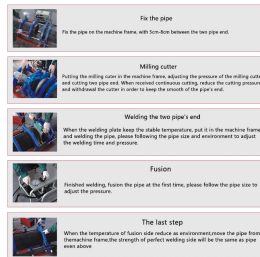 Fix the pipe
Fix the pipe on the machine frame, with 5cm-8cm between the two pipe end.
Milling cutter
Putting the milling cuter in the machine frame, adjusting the pressure of the milling cutte
and cutting two pipe end. When received continuous cutting, reduce the cutting pressure
and withdrawal the cutter in order to keep the smooth of the pipe's end.
Welding the two pipe's end
When the welding plate keep the stable temperature, put it in the machine frame
and welding the pipe, please following the pipe size and environment to adjust
the welding time and pressure.
Fusion
Finished welding, fusion the pipe at the first time, please follow the pipe size to
adjust the pressure.
The last step
When the temperature of fusion side reduce as environment,move the pipe from
themachine frame,the strength of perfect welding side will be the same as pipe
even above